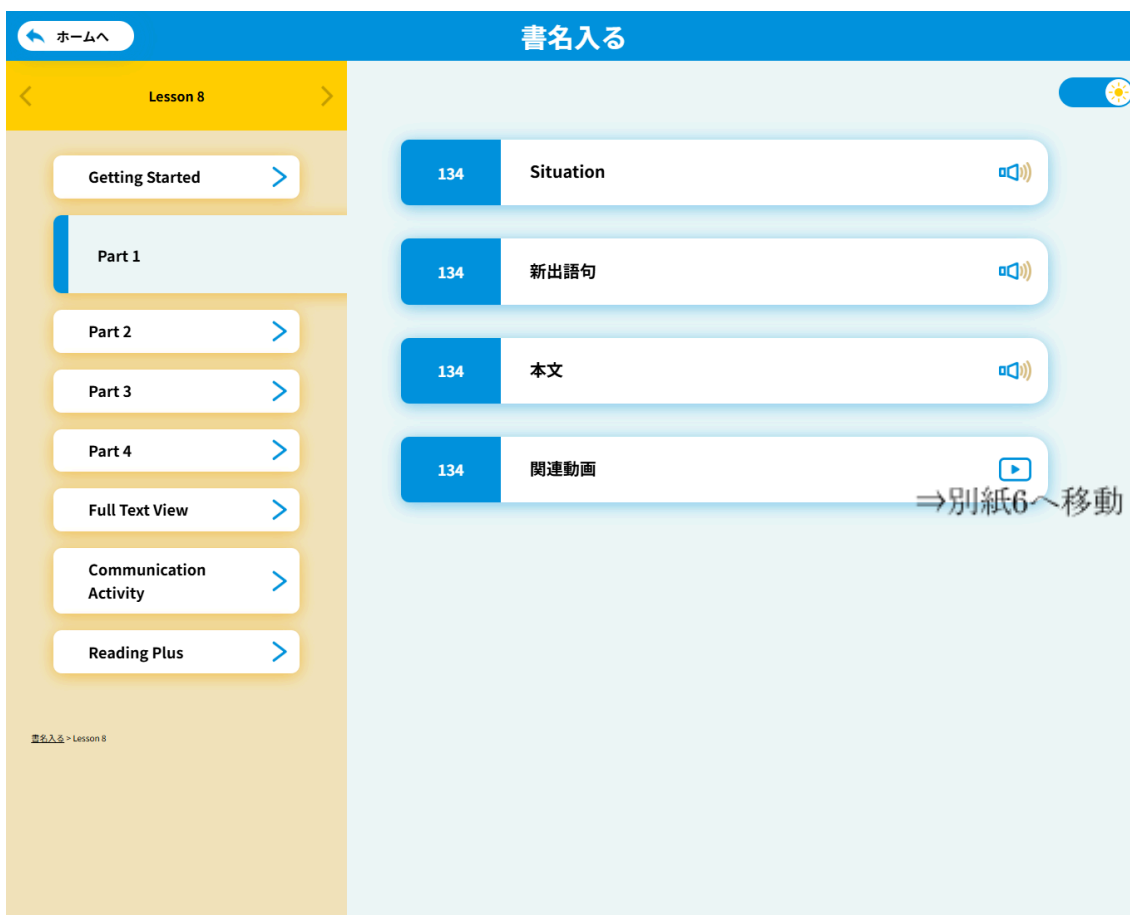 ホームへ
書名入る
Lesson 8
Getting Started
Part 1
Part 2
Part 3
Part 4
Full Text View
Communication
Activity
Reading Plus
書名入る > Lesson 8
134 Situation
134 新出語句
134 本文
134 関連動画
⇒別紙6へ移動